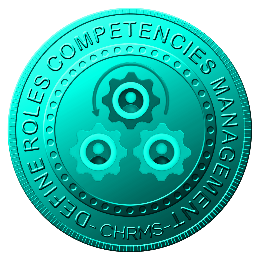 DEFINE ROLES COMPETENCIES MANAGEMENT
-CHRMS-